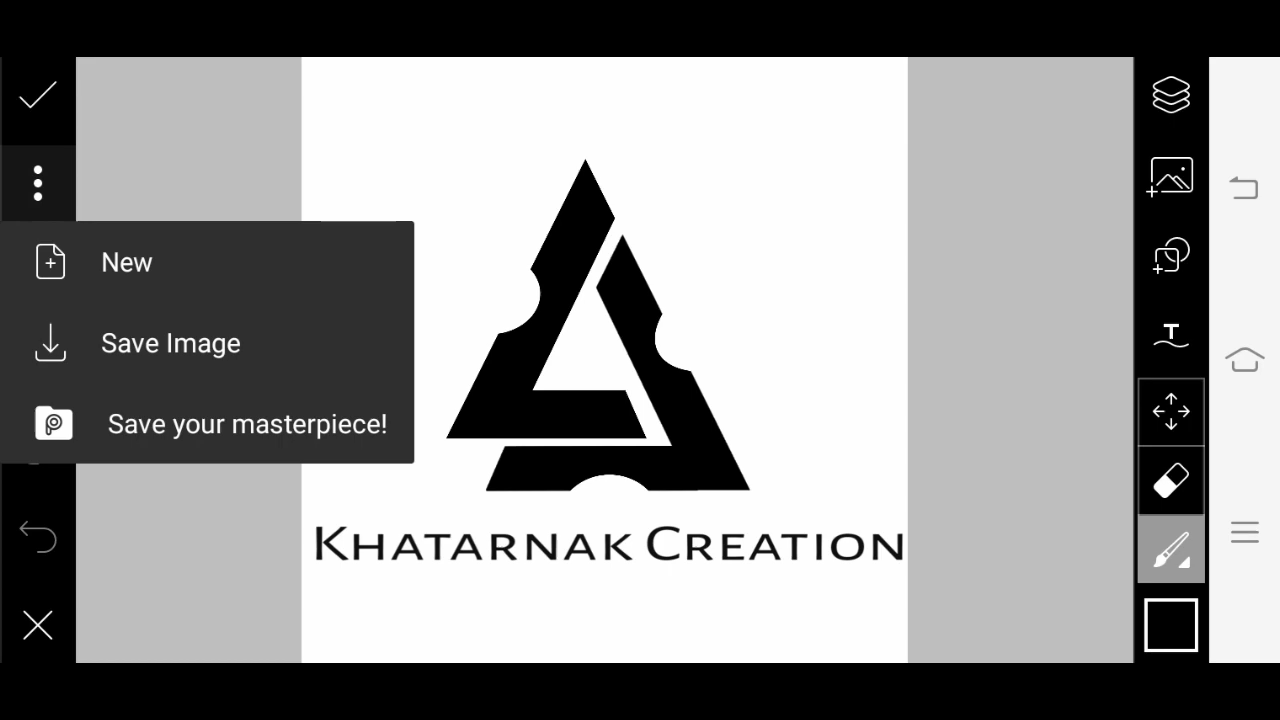 New
Save Image
Save your masterpiece!
T
KHATARNAK CREATION